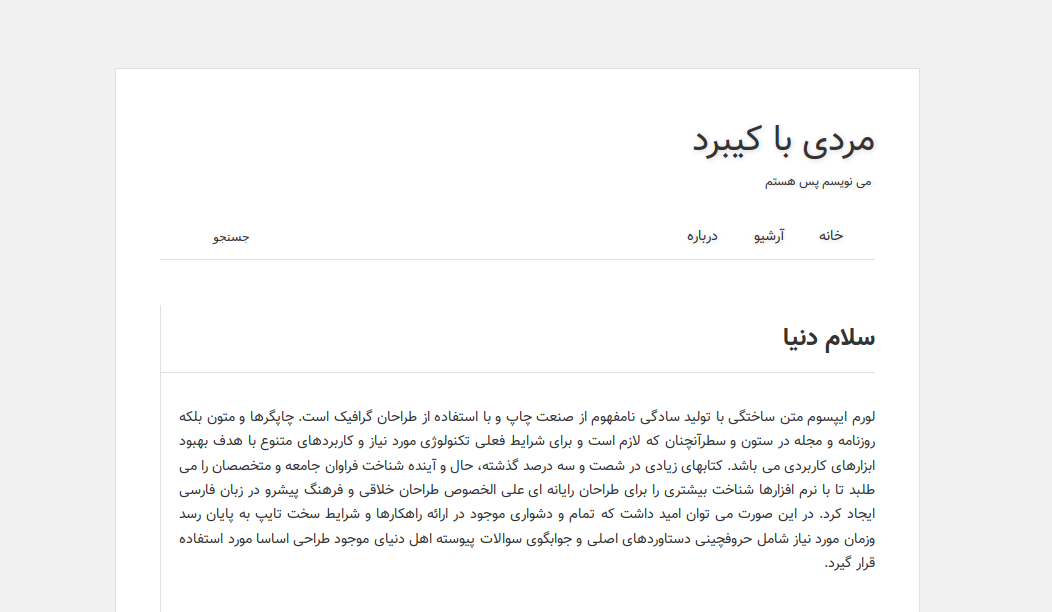 مردی با کیبرد
می نویسم پس هستم
خانه آرشیو درباره جستجو
سلام دنیا
لورم ایپسوم متن ساختگی با تولید سادگی نامفهوم از صنعت چاپ و با استفاده از طراحان گرافیک است. چاپگرها و متون بلکه
روزنامه و مجله در ستون و سطرآنچنان که لازم است و برای شرایط فعلی تکنولوژی مورد نیاز و کاربردهای متنوع با هدف بهبود
ابزارهای کاربردی می باشد. کتابهای زیادی در شصت و سه درصد گذشته، حال و آینده شناخت فراوان جامعه و متخصصان را می
طلبد تا با نرم افزارها شناخت بیشتری را برای طراحان رایانه ای علی الخصوص طراحان خلاقی و فرهنگ پیشرو در زبان فارسی
ایجاد کرد. در این صورت می توان امید داشت که تمام و دشواری موجود در ارائه راهکارها و شرایط سخت تایپ به پایان رسد
وزمان مورد نیاز شامل حروفچینی دستاوردهای اصلی و جوابگوی سوالات پیوسته اهل دنیای موجود طراحی اساسا مورد استفاده
قرار گیرد.